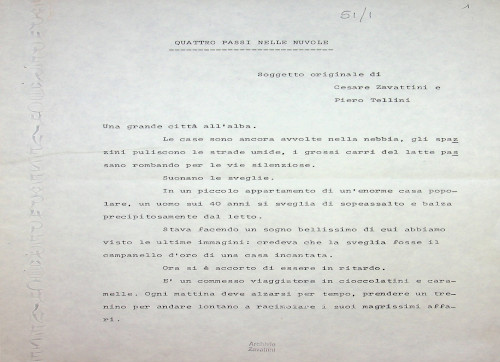 61/1
1
QUATTRO PASSI NELLE NUVOLE
Soggetto originale di
Cesare Zavattini e
Piero Tellini
Una grande città all'alba.
Le case sono ancora avvolte nella nebbia, gli spaz
zini puliscono le strade umide, i grossi carri del latte pas
sano rombando per le vie silenziose.
Suonano le sveglie.
In un piccolo appartamento di un'enorme casa popo-
lare, un uomo sui 40 anni si sveglia di sopeassalto e balza
precipitosamente dal letto.
Stava facendo un sogno bellissimo di cui abbiamo
visto le ultime immagini: credeva che la sveglia fosse il
campanello d'oro di una casa incantata.
Ora si è accorto di essere in ritardo.
E' un commesso viaggistore in cioccolatini e cara-
melle. Ogni mattina deve alzarsi per tempo, prendere un tre-
nino per andare lontano a racimolare i suoi magrissimi affa-
ri.
Archivio
Zavattini